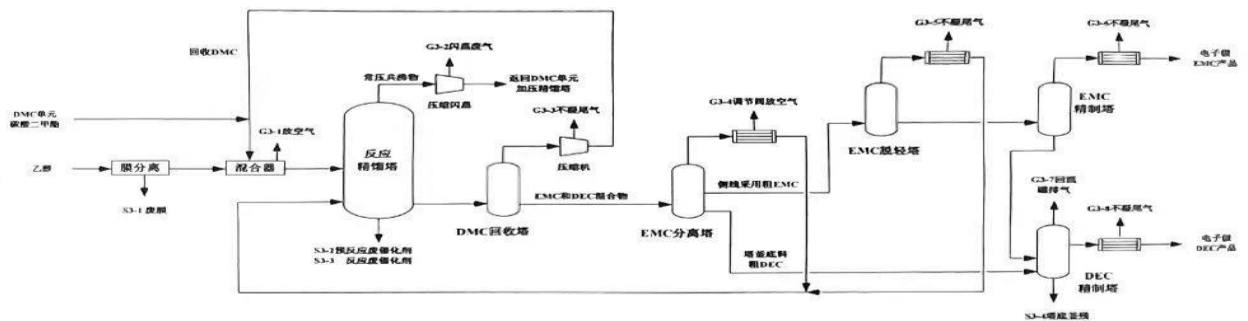 G3-5不凝尾气
G3-6不凝尾气
回收DMC
G3-2闪蒸废气
电子级
EMC产品
常压共沸物
返回DMC单元
加压精馏塔
压缩闪蒸
G3-3不凝尾气
G3-4调节阀放空气
EMC
精制塔
DMC单元
碳酸二甲酯
G3-1放空气
反应
精馏塔
压缩机
EMC脱轻塔
乙醇
膜分离
混合器
侧线采用粗EMC
G3-7回流
罐排气
S3-1 废膜
EMC和DEC混合物
G3-8不凝尾气
DMC回收塔
EMC分离塔
电子级
DEC产品
S3-2预反应废催化剂
S3-3 反应废催化剂
塔釜底料
粗DEC
DEC
精制塔
S3-4塔底釜残